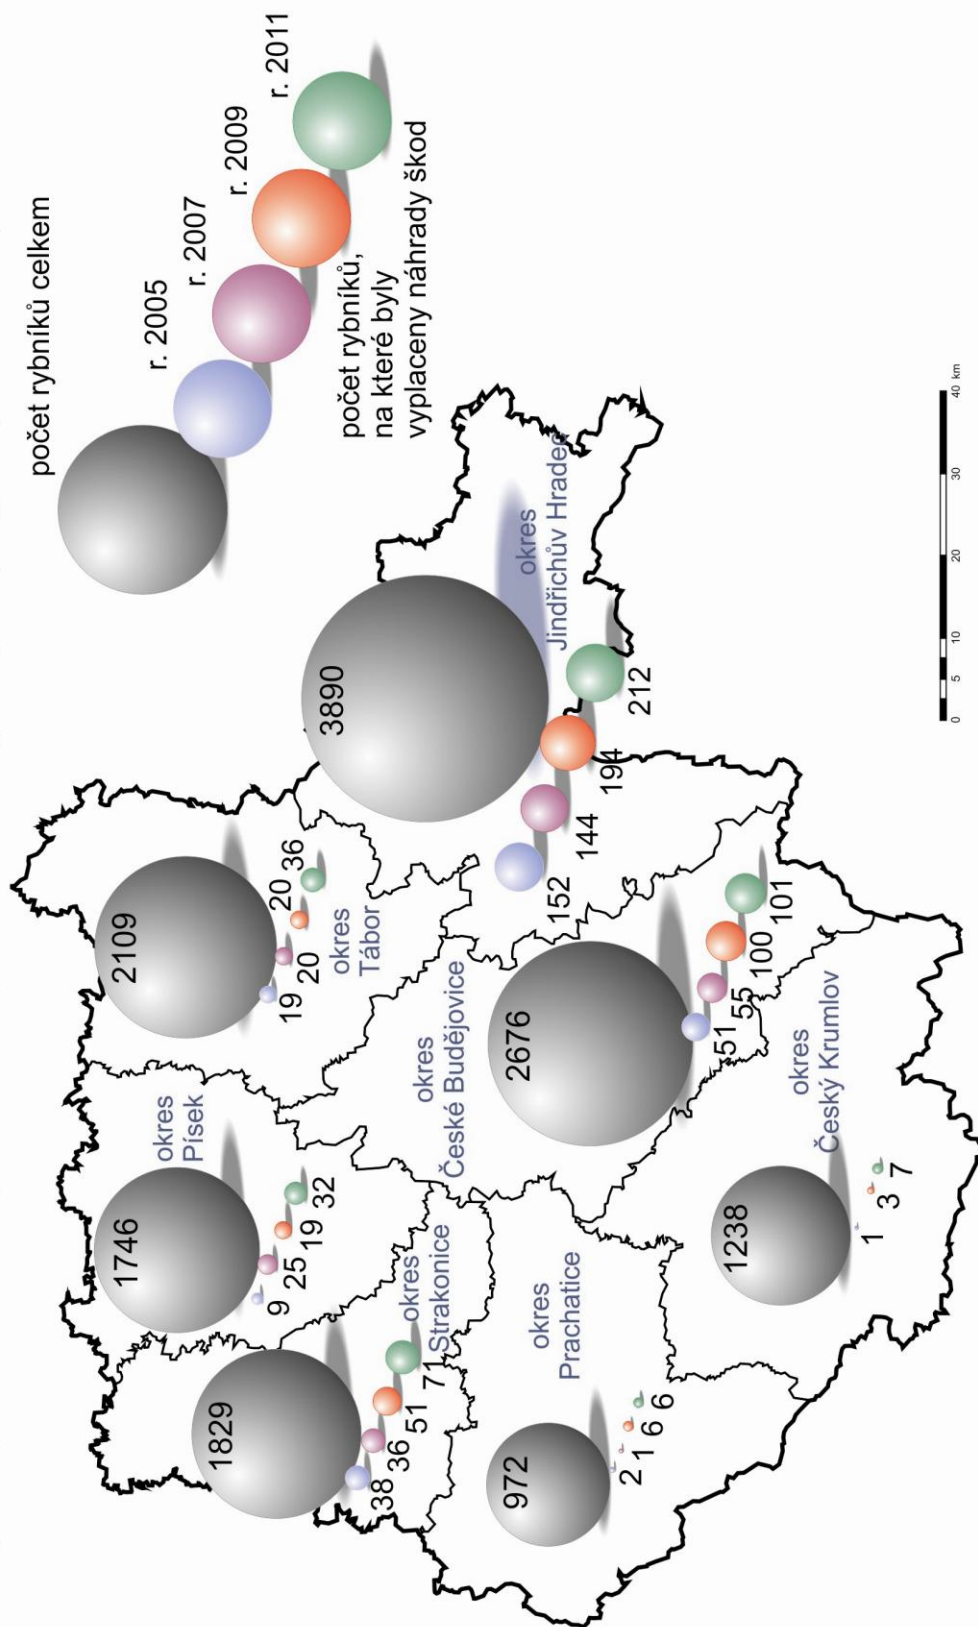 počet rybníků celkem
r. 2005
r. 2007
r. 2009
r. 2011
počet rybníků,
na které byly
vyplaceny náhrady škod
2109
19
20
20
36
okres
Tábor
1746
9
25
19
32
okres
Písek
1829
38
36
51
71
okres
Strakonice
3890
152
144
194
212
okres
Jindřichův Hradec
okres
České Budějovice
2676
51
55
100
101
972
2
1
6
6
okres
Prachatice
1238
1
3
7
okres
Český Krumlov
0 5 10 20 30 40 km